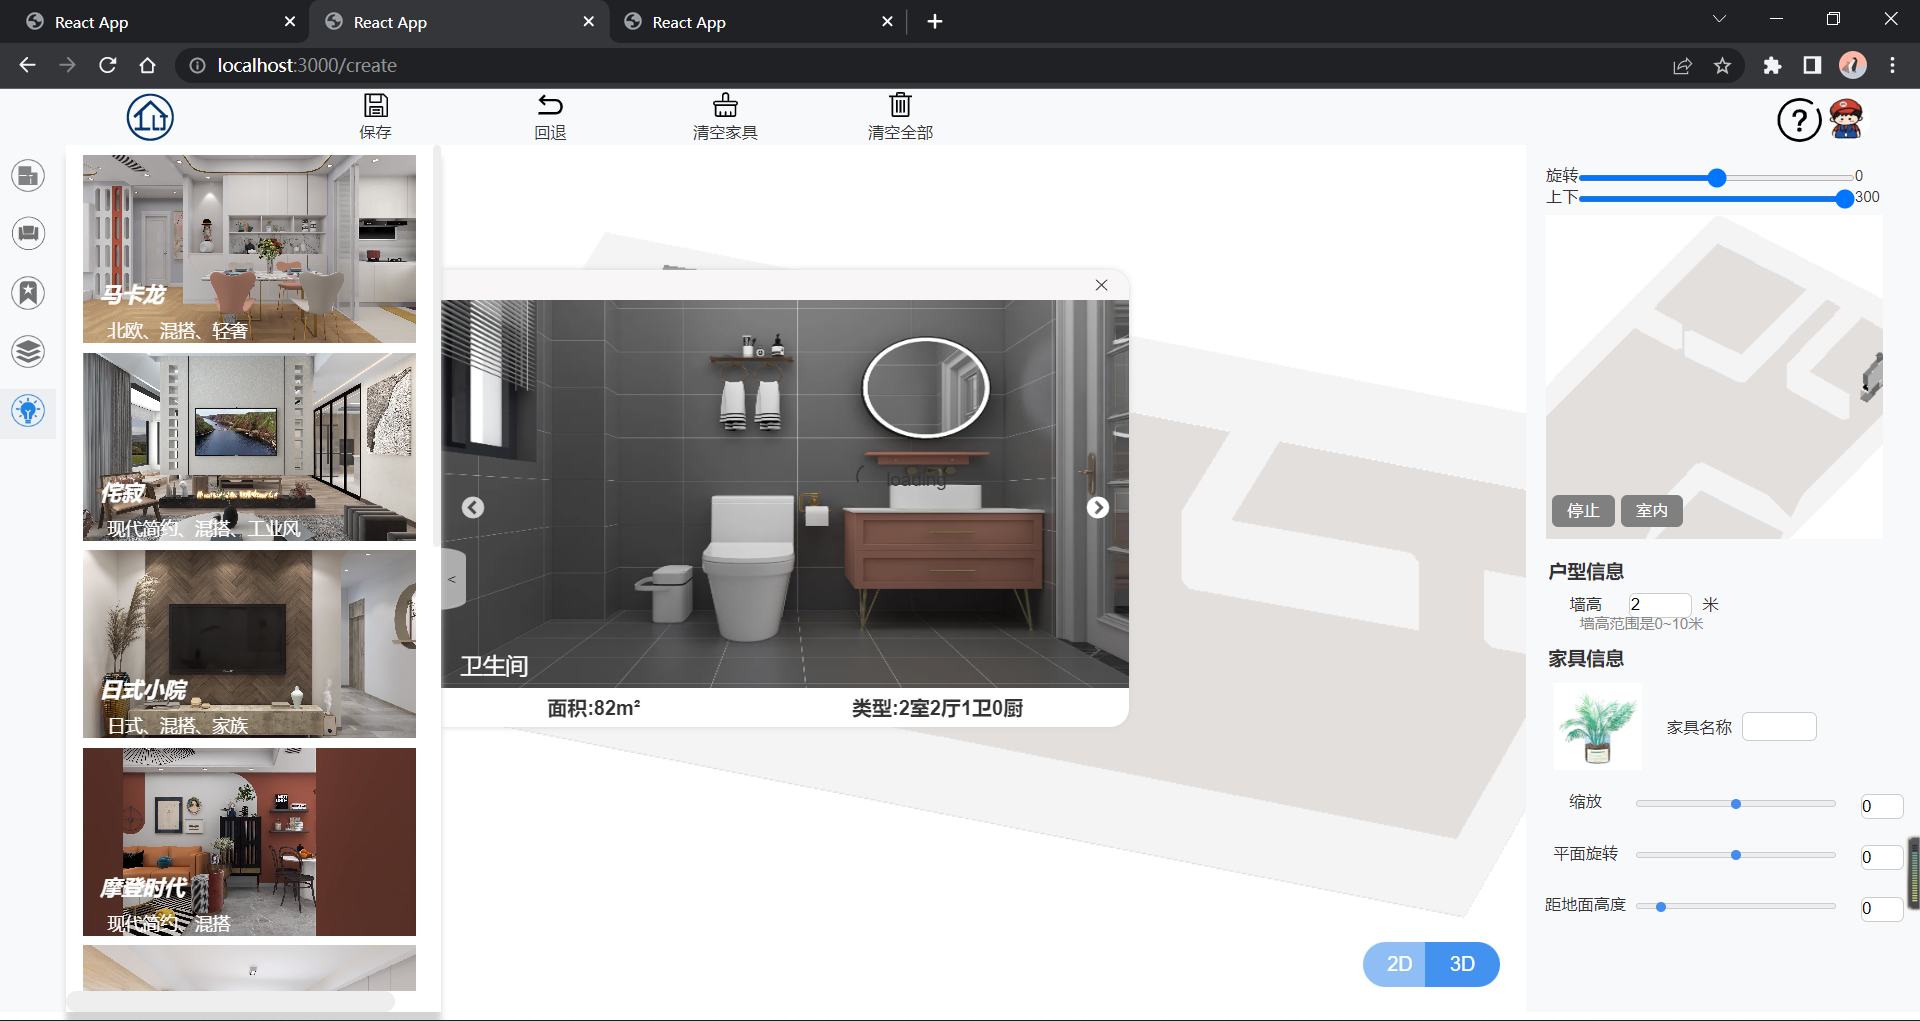 React App
React App
React App
localhost:3000/create
保存
回退
清空家具
清空全部
?
马卡龙
北欧、混搭、轻奢
侘寂
现代简约、混搭、工业风
日式小院
日式、混搭、家族
摩登时代
现代简约、混搭
loading
<
卫生间
面积:82m²
类型:2室2厅1卫0厨
2D
3D
旋转 0
上下 300
停止
室内
户型信息
墙高 2 米
墙高范围是0~10米
家具信息
家具名称
缩放 0
平面旋转 0
距地面高度 0